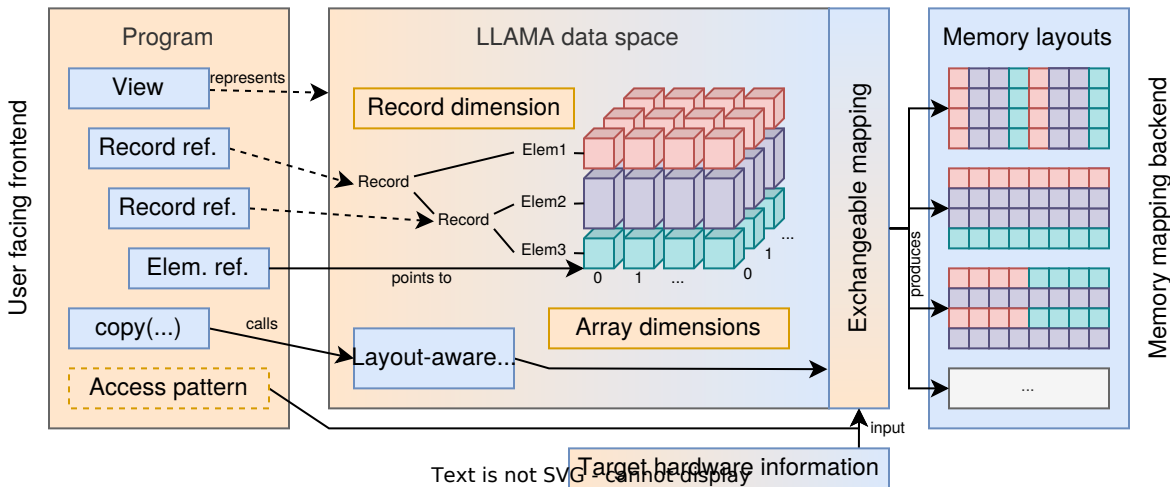 User facing frontend
Program
View
represents
Record ref.
Record ref.
Elem. ref.
points to
copy(...)
calls
Access pattern
LLAMA data space
Record dimension
Record
Record
Elem1
Elem2
Elem3
0
1
...
0
1
...
Array dimensions
Layout-aware...
Exchangeable mapping
produces
input
Target hardware information
Memory layouts
...
Memory mapping backend
Text is not SVG - cannot display